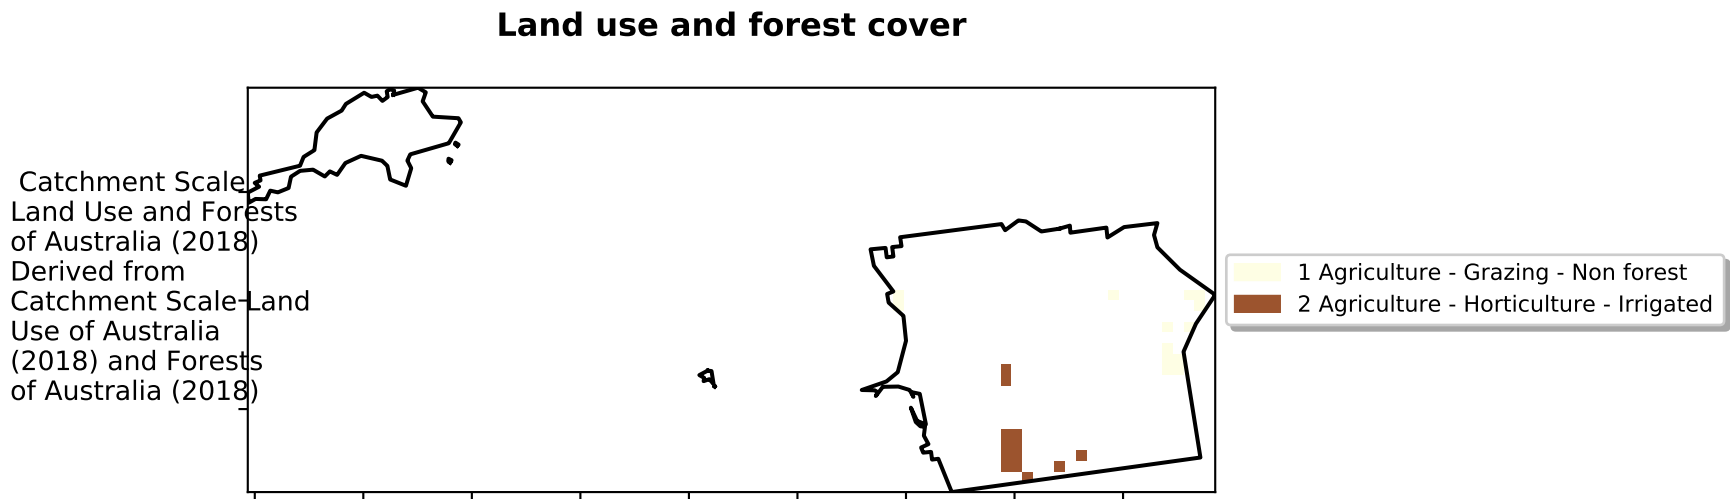 Land use and forest cover
Catchment Scale
Land Use and Forests
of Australia (2018)
Derived from
Catchment Scale Land
Use of Australia
(2018) and Forests
of Australia (2018)
1 Agriculture - Grazing - Non forest
2 Agriculture - Horticulture - Irrigated